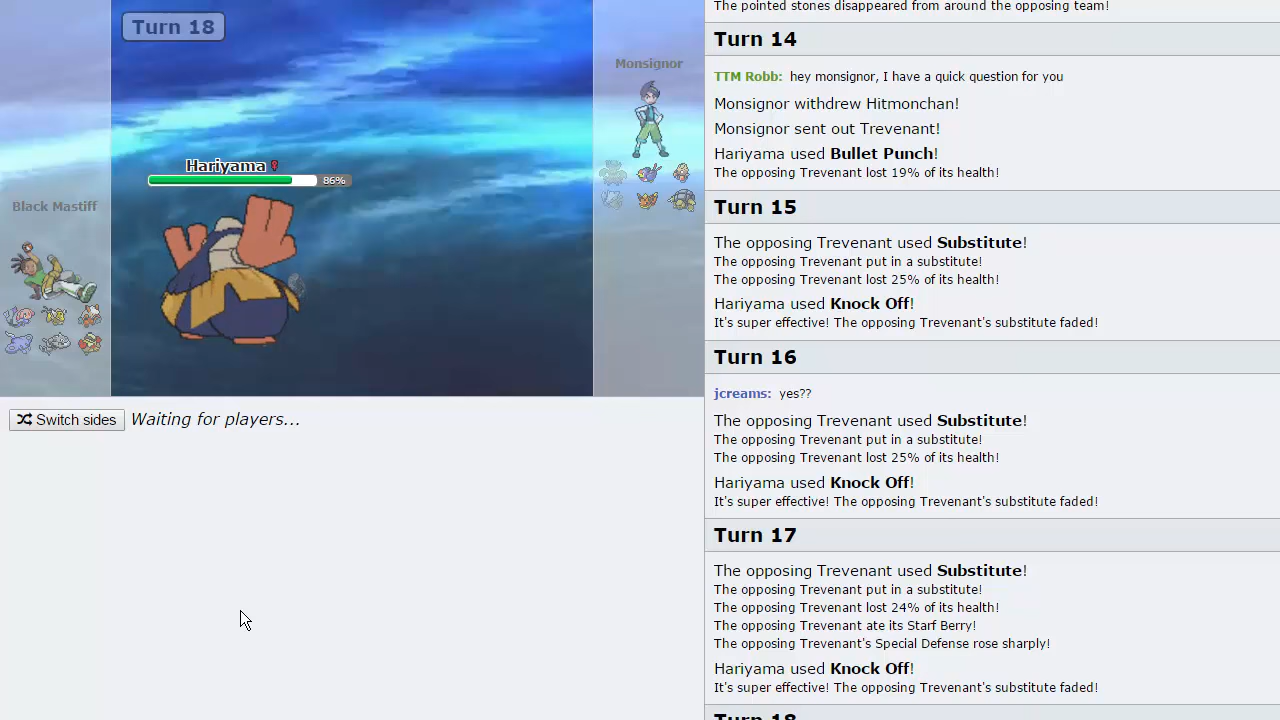 Turn 18
Monsignor
Hariyama
86%
Black Mastiff
Switch sides
Waiting for players...
The pointed stones disappeared from around the opposing team!
Turn 14
TTM Robb: hey monsignor, I have a quick question for you
Monsignor withdrew Hitmonchan!
Monsignor sent out Trevenant!
Hariyama used Bullet Punch!
The opposing Trevenant lost 19% of its health!
Turn 15
The opposing Trevenant used Substitute!
The opposing Trevenant put in a substitute!
The opposing Trevenant lost 25% of its health!
Hariyama used Knock Off!
It's super effective! The opposing Trevenant's substitute faded!
Turn 16
jcreams: yes??
The opposing Trevenant used Substitute!
The opposing Trevenant put in a substitute!
The opposing Trevenant lost 25% of its health!
Hariyama used Knock Off!
It's super effective! The opposing Trevenant's substitute faded!
Turn 17
The opposing Trevenant used Substitute!
The opposing Trevenant put in a substitute!
The opposing Trevenant lost 24% of its health!
The opposing Trevenant ate its Starf Berry!
The opposing Trevenant's Special Defense rose sharply!
Hariyama used Knock Off!
It's super effective! The opposing Trevenant's substitute faded!
Turn 18